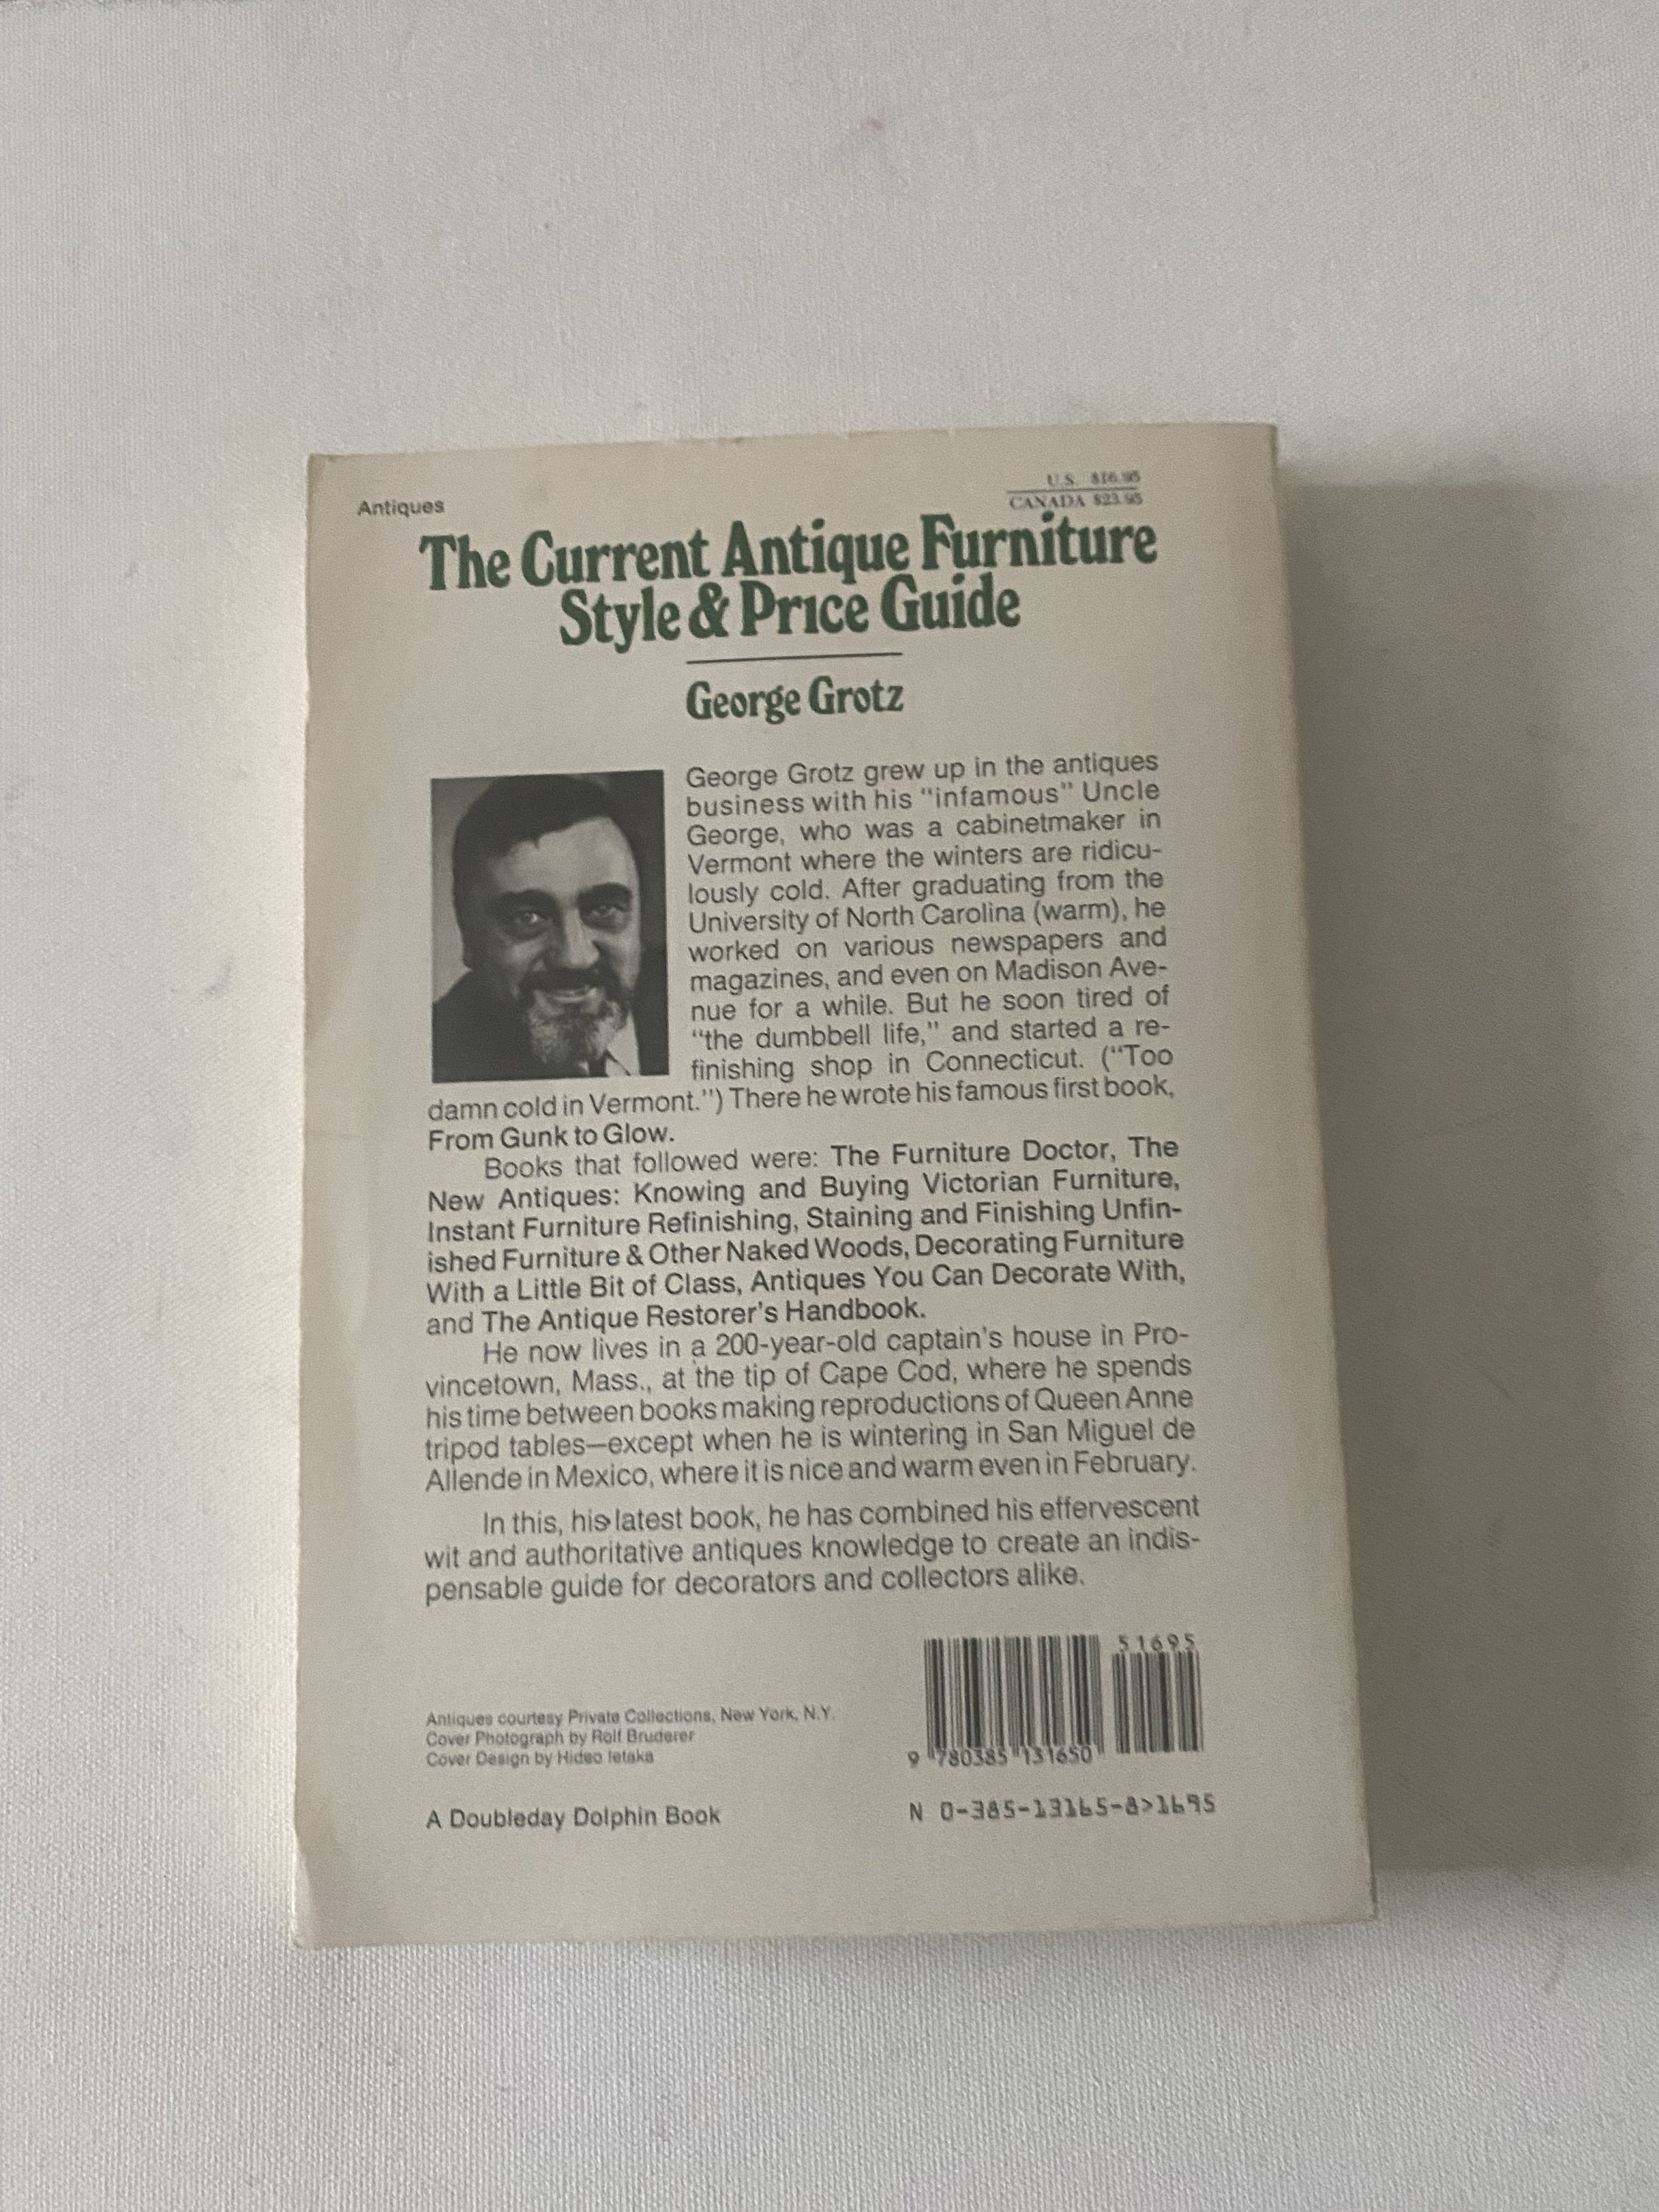 Antiques
U.S. $16.95
CANADA $23.95
The Current Antique Furniture
Style & Price Guide
George Grotz
George Grotz grew up in the antiques
business with his “infamous” Uncle
George, who was a cabinetmaker in
Vermont where the winters are ridicu-
lously cold. After graduating from the
University of North Carolina (warm), he
worked on various newspapers and
magazines, and even on Madison Ave-
nue for a while. But he soon tired of
“the dumbbell life,” and started a re-
finishing shop in Connecticut. (“Too
damn cold in Vermont.”) There he wrote his famous first book,
From Gunk to Glow.
Books that followed were: The Furniture Doctor, The
New Antiques: Knowing and Buying Victorian Furniture,
Instant Furniture Refinishing, Staining and Finishing Unfin-
ished Furniture & Other Naked Woods, Decorating Furniture
With a Little Bit of Class, Antiques You Can Decorate With,
and The Antique Restorer’s Handbook.
He now lives in a 200-year-old captain’s house in Pro-
vincetown, Mass., at the tip of Cape Cod, where he spends
his time between books making reproductions of Queen Anne
tripod tables—except when he is wintering in San Miguel de
Allende in Mexico, where it is nice and warm even in February.
In this, his latest book, he has combined his effervescent
wit and authoritative antiques knowledge to create an indis-
pensable guide for decorators and collectors alike.
51695
Antiques courtesy Private Collections, New York, N.Y.
Cover Photograph by Rolf Bruderer
Cover Design by Hideo Ietaka
9 780385 131650
A Doubleday Dolphin Book
N 0-385-13165-8>1695